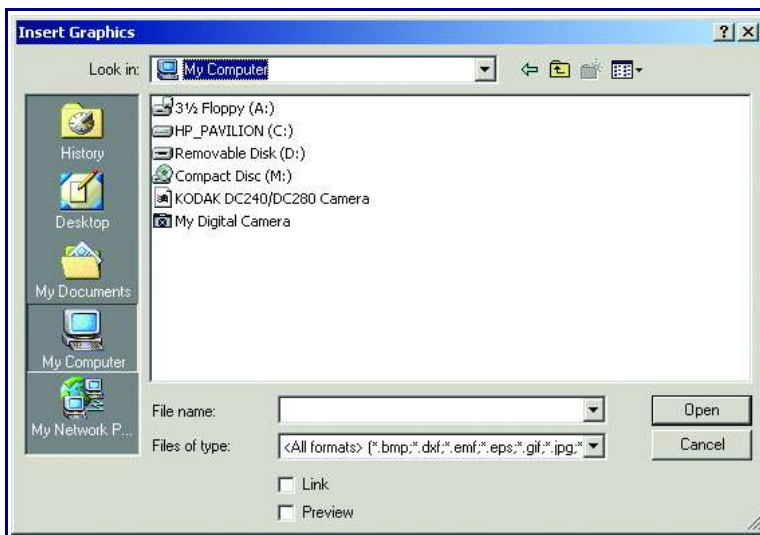 Insert Graphics
Look in: My Computer
History
Desktop
My Documents
My Computer
My Network P...
3½ Floppy (A:)
HP_PAVILION (C:)
Removable Disk (D:)
Compact Disc (M:)
KODAK DC240/DC280 Camera
My Digital Camera
File name:
Open
Files of type: <All formats> (*.bmp;*.dxf;*.emf;*.eps;*.gif;*.jpg;*
Cancel
Link
Preview